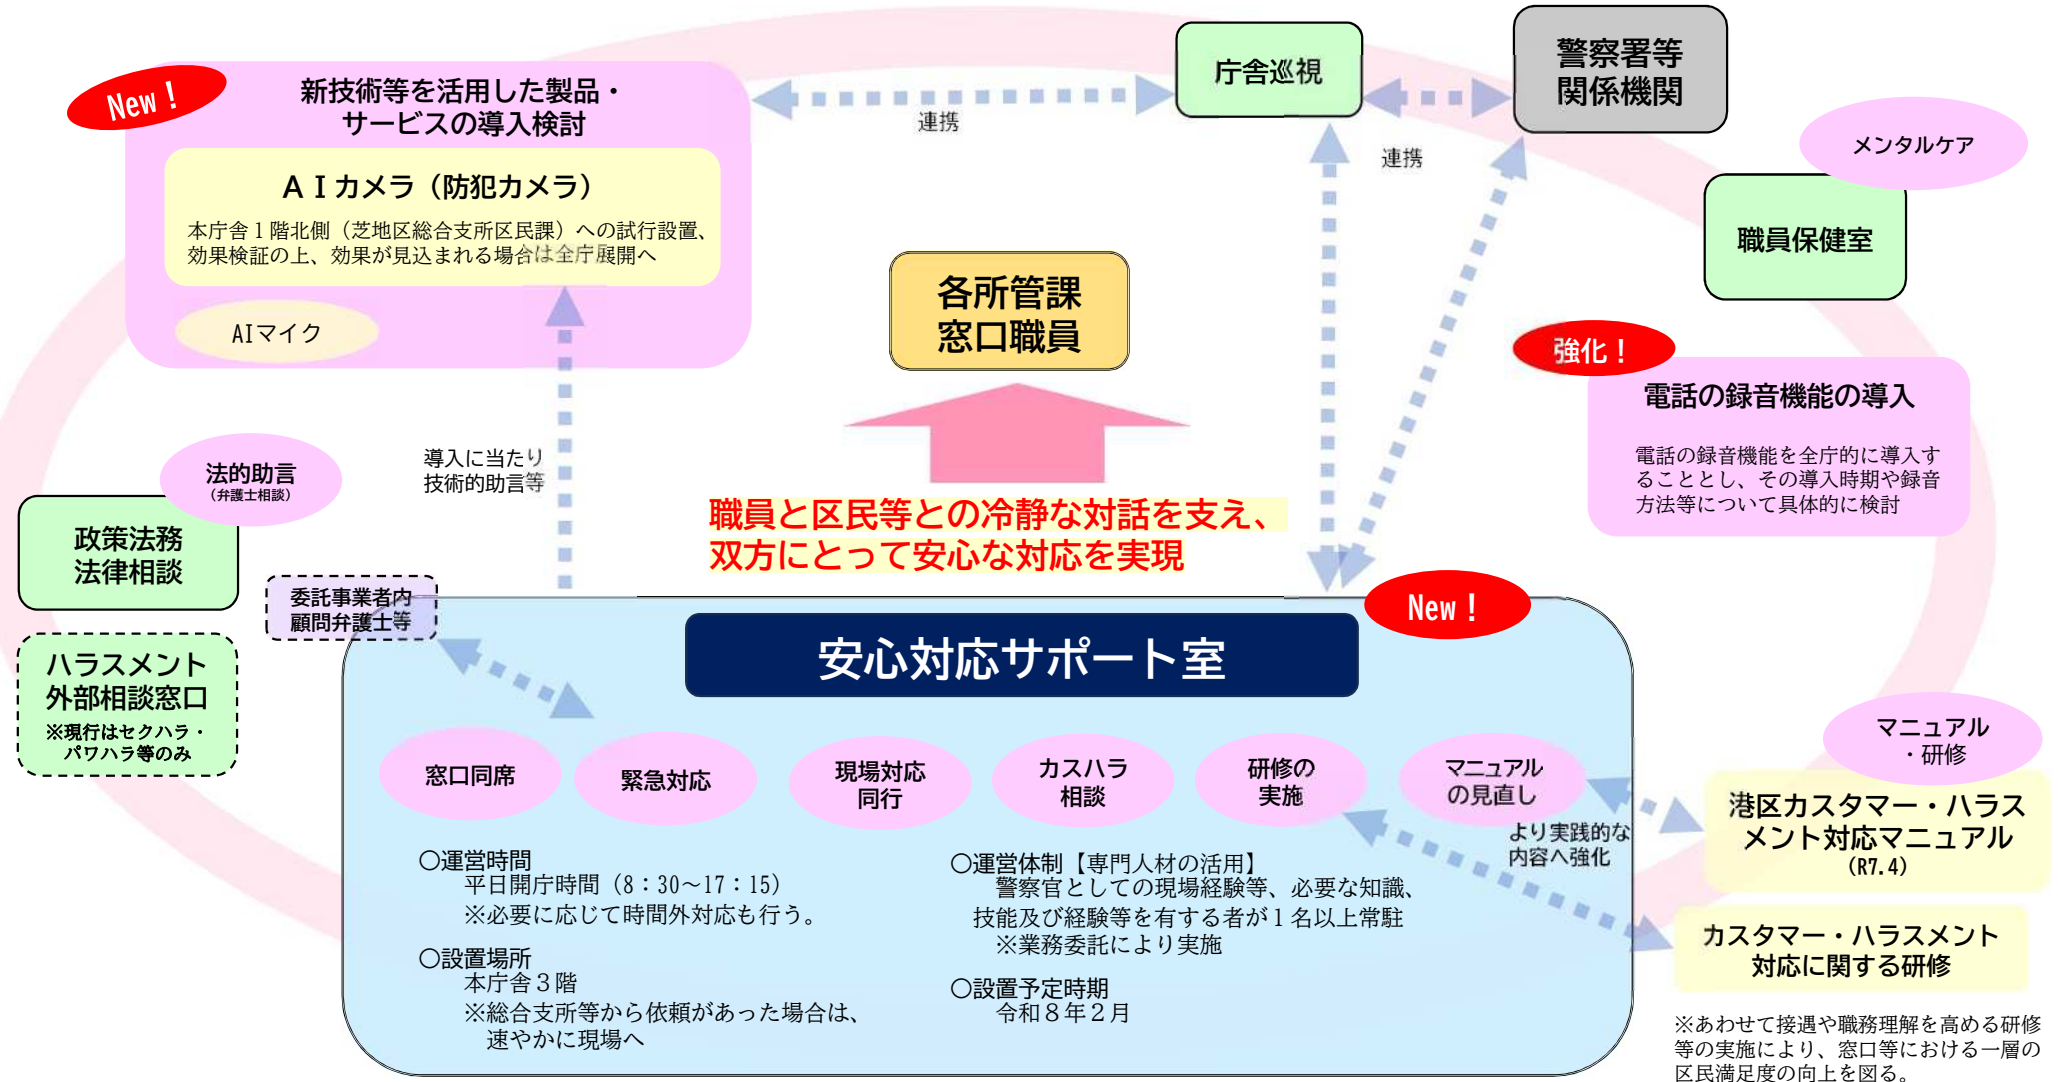 New！
新技術等を活用した製品・
サービスの導入検討
ＡＩカメラ（防犯カメラ）
本庁舎１階北側（芝地区総合支所区民課）への試行設置、
効果検証の上、効果が見込まれる場合は全庁展開へ
AIマイク
連携
庁舎巡視
連携
警察署等
関係機関
メンタルケア
職員保健室
各所管課
窓口職員
強化！
電話の録音機能の導入
電話の録音機能を全庁的に導入す
ることとし、その導入時期や録音
方法等について具体的に検討
導入に当たり
技術的助言等
法的助言
（弁護士相談）
政策法務
法律相談
職員と区民等との冷静な対話を支え、
双方にとって安心な対応を実現
委託事業者内
顧問弁護士等
ハラスメント
外部相談窓口
※現行はセクハラ・
パワハラ等のみ
New！
安心対応サポート室
窓口同席
緊急対応
現場対応
同行
カスハラ
相談
研修の
実施
マニュアル
の見直し
より実践的な
内容へ強化
マニュアル
・研修
港区カスタマー・ハラス
メント対応マニュアル
（R7.4）
カスタマー・ハラスメント
対応に関する研修
※あわせて接遇や職務理解を高める研修
等の実施により、窓口等における一層の
区民満足度の向上を図る。
〇運営時間
平日開庁時間（8：30～17：15）
※必要に応じて時間外対応も行う。
〇設置場所
本庁舎３階
※総合支所等から依頼があった場合は、
速やかに現場へ
〇運営体制【専門人材の活用】
警察官としての現場経験等、必要な知識、
技能及び経験等を有する者が１名以上常駐
※業務委託により実施
〇設置予定時期
令和８年２月